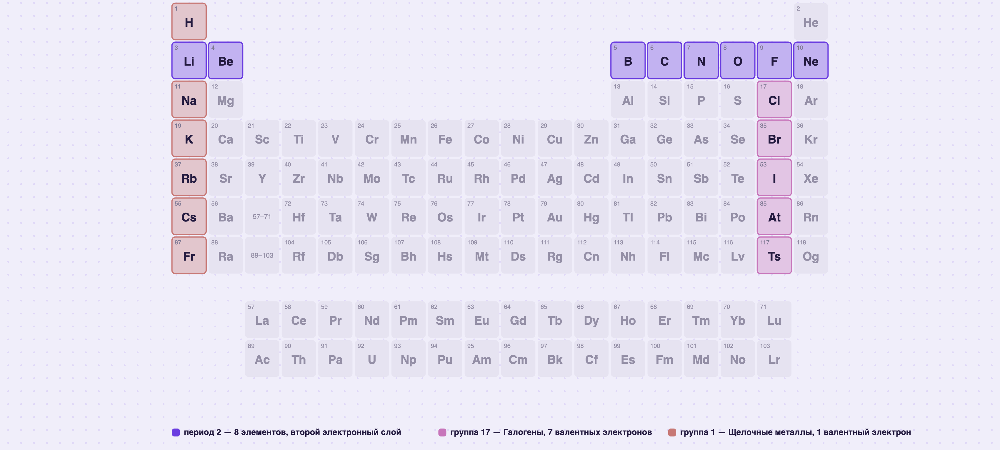 1 2
H He
3 4 5 6 7 8 9 10
Li Be B C N O F Ne
11 12 13 14 15 16 17 18
Na Mg Al Si P S Cl Ar
19 20 21 22 23 24 25 26 27 28 29 30 31 32 33 34 35 36
K Ca Sc Ti V Cr Mn Fe Co Ni Cu Zn Ga Ge As Se Br Kr
37 38 39 40 41 42 43 44 45 46 47 48 49 50 51 52 53 54
Rb Sr Y Zr Nb Mo Tc Ru Rh Pd Ag Cd In Sn Sb Te I Xe
55 56 72 73 74 75 76 77 78 79 80 81 82 83 84 85 86
Cs Ba 57–71 Hf Ta W Re Os Ir Pt Au Hg Tl Pb Bi Po At Rn
87 88 104 105 106 107 108 109 110 111 112 113 114 115 116 117 118
Fr Ra 89–103 Rf Db Sg Bh Hs Mt Ds Rg Cn Nh Fl Mc Lv Ts Og
57 58 59 60 61 62 63 64 65 66 67 68 69 70 71
La Ce Pr Nd Pm Sm Eu Gd Tb Dy Ho Er Tm Yb Lu
89 90 91 92 93 94 95 96 97 98 99 100 101 102 103
Ac Th Pa U Np Pu Am Cm Bk Cf Es Fm Md No Lr
период 2 — 8 элементов, второй электронный слой группа 17 — Галогены, 7 валентных электронов группа 1 — Щелочные металлы, 1 валентный электрон